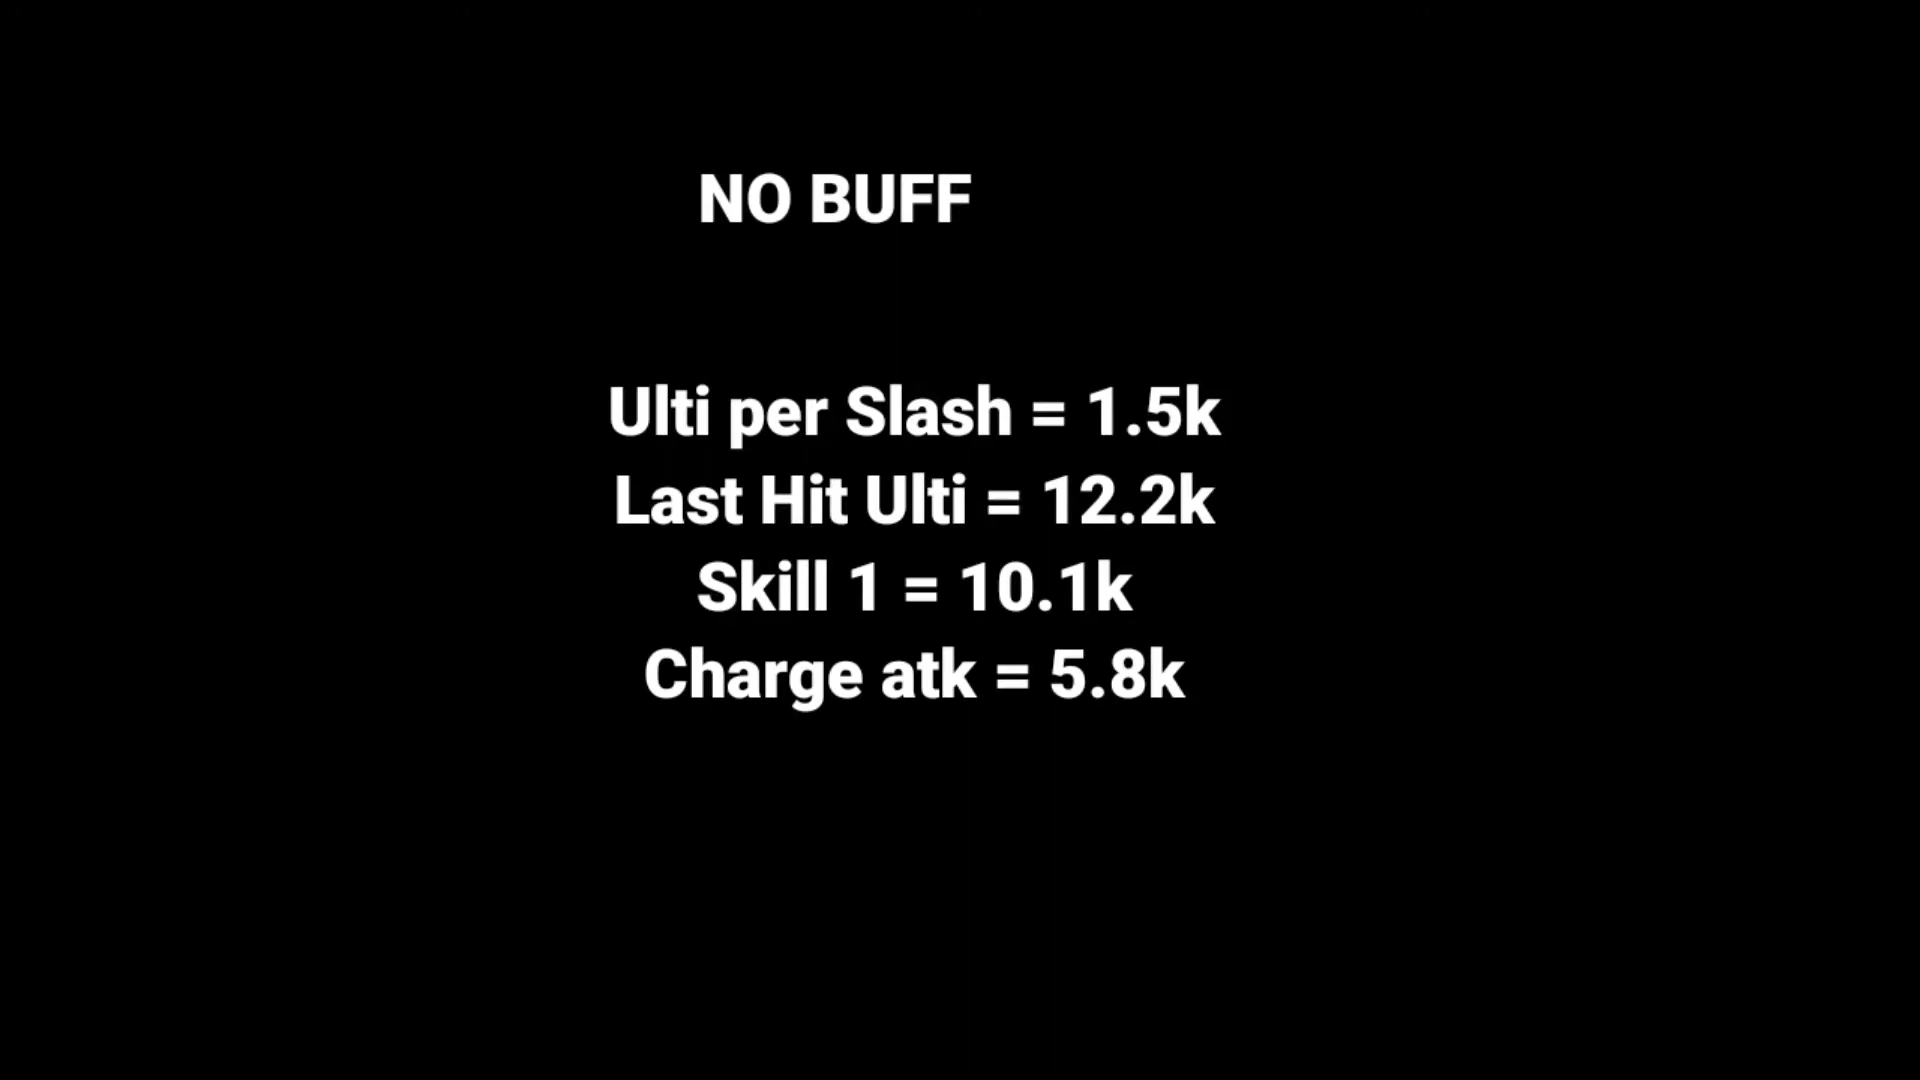 NO BUFF
Ulti per Slash = 1.5k
Last Hit Ulti = 12.2k
Skill 1 = 10.1k
Charge atk = 5.8k